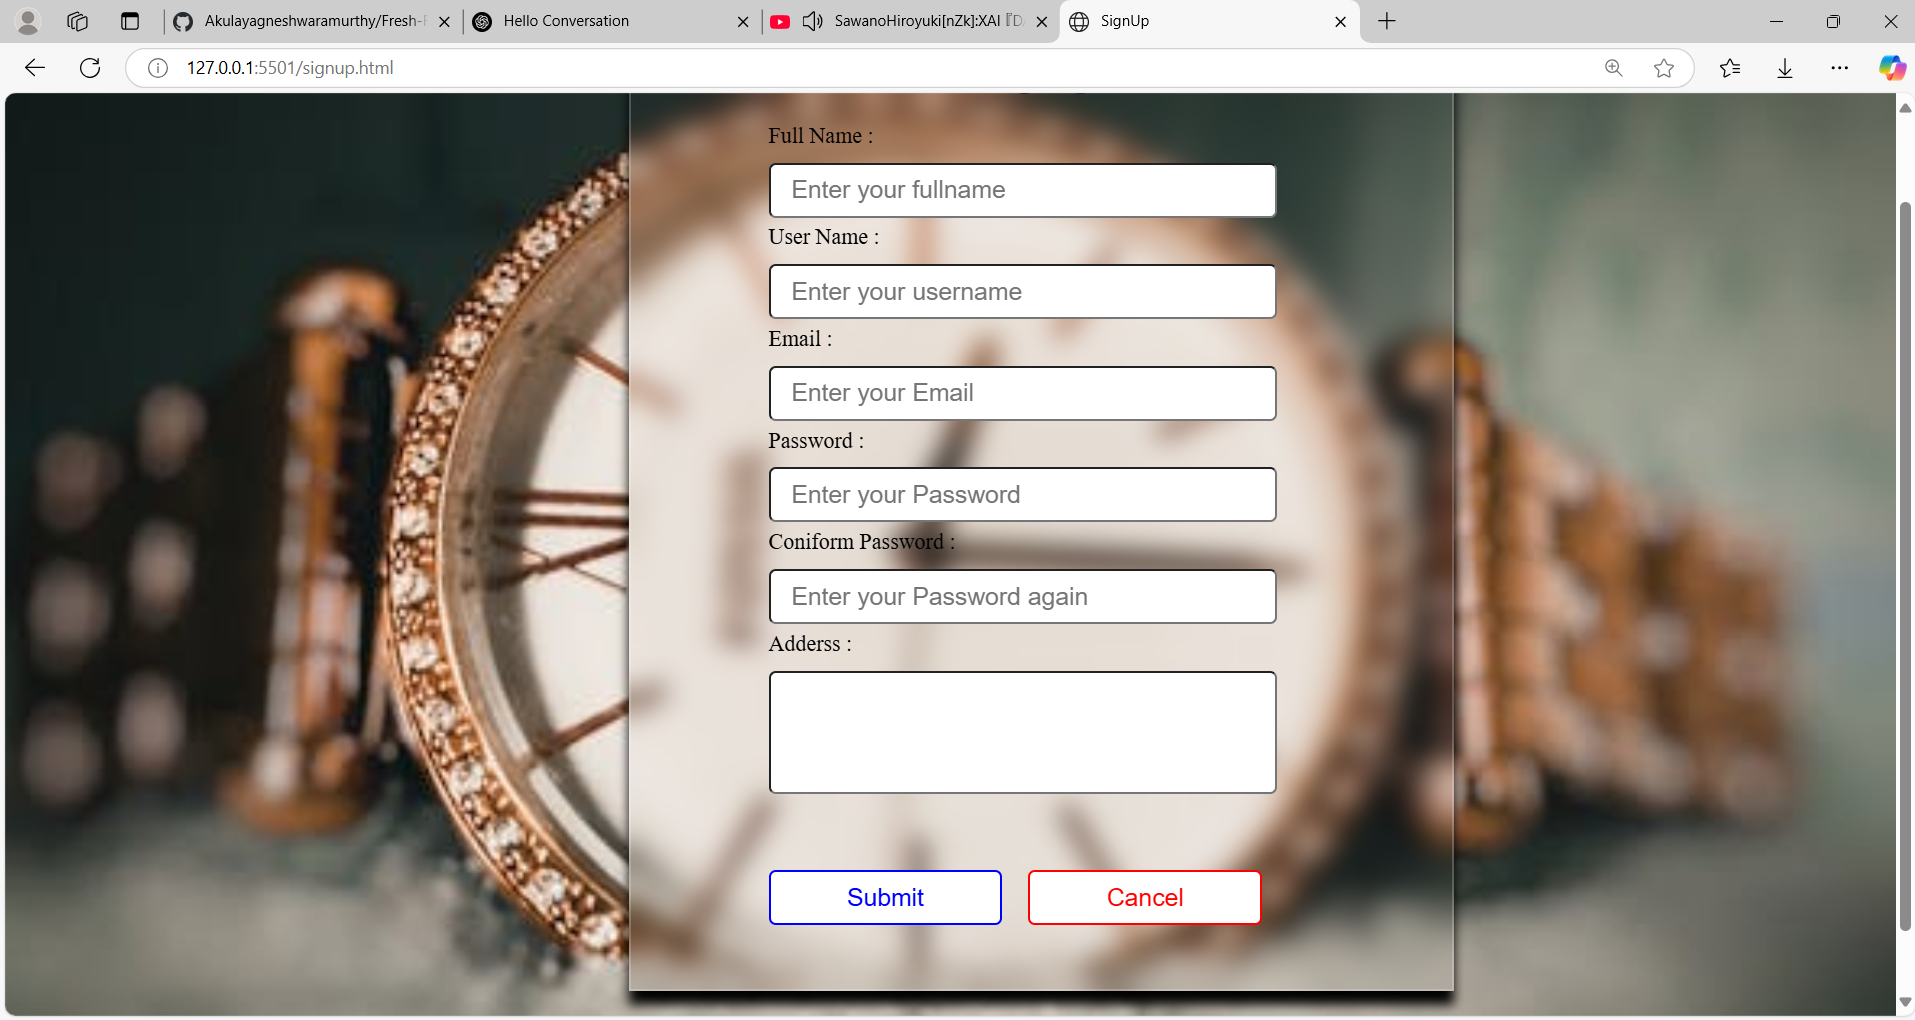 Akulayagneshwaramurthy/Fresh-F
Hello Conversation
SawanoHiroyuki[nZk]:XAI『D
SignUp
127.0.0.1:5501/signup.html
Full Name :
Enter your fullname
User Name :
Enter your username
Email :
Enter your Email
Password :
Enter your Password
Coniform Password :
Enter your Password again
Adderss :
Submit
Cancel